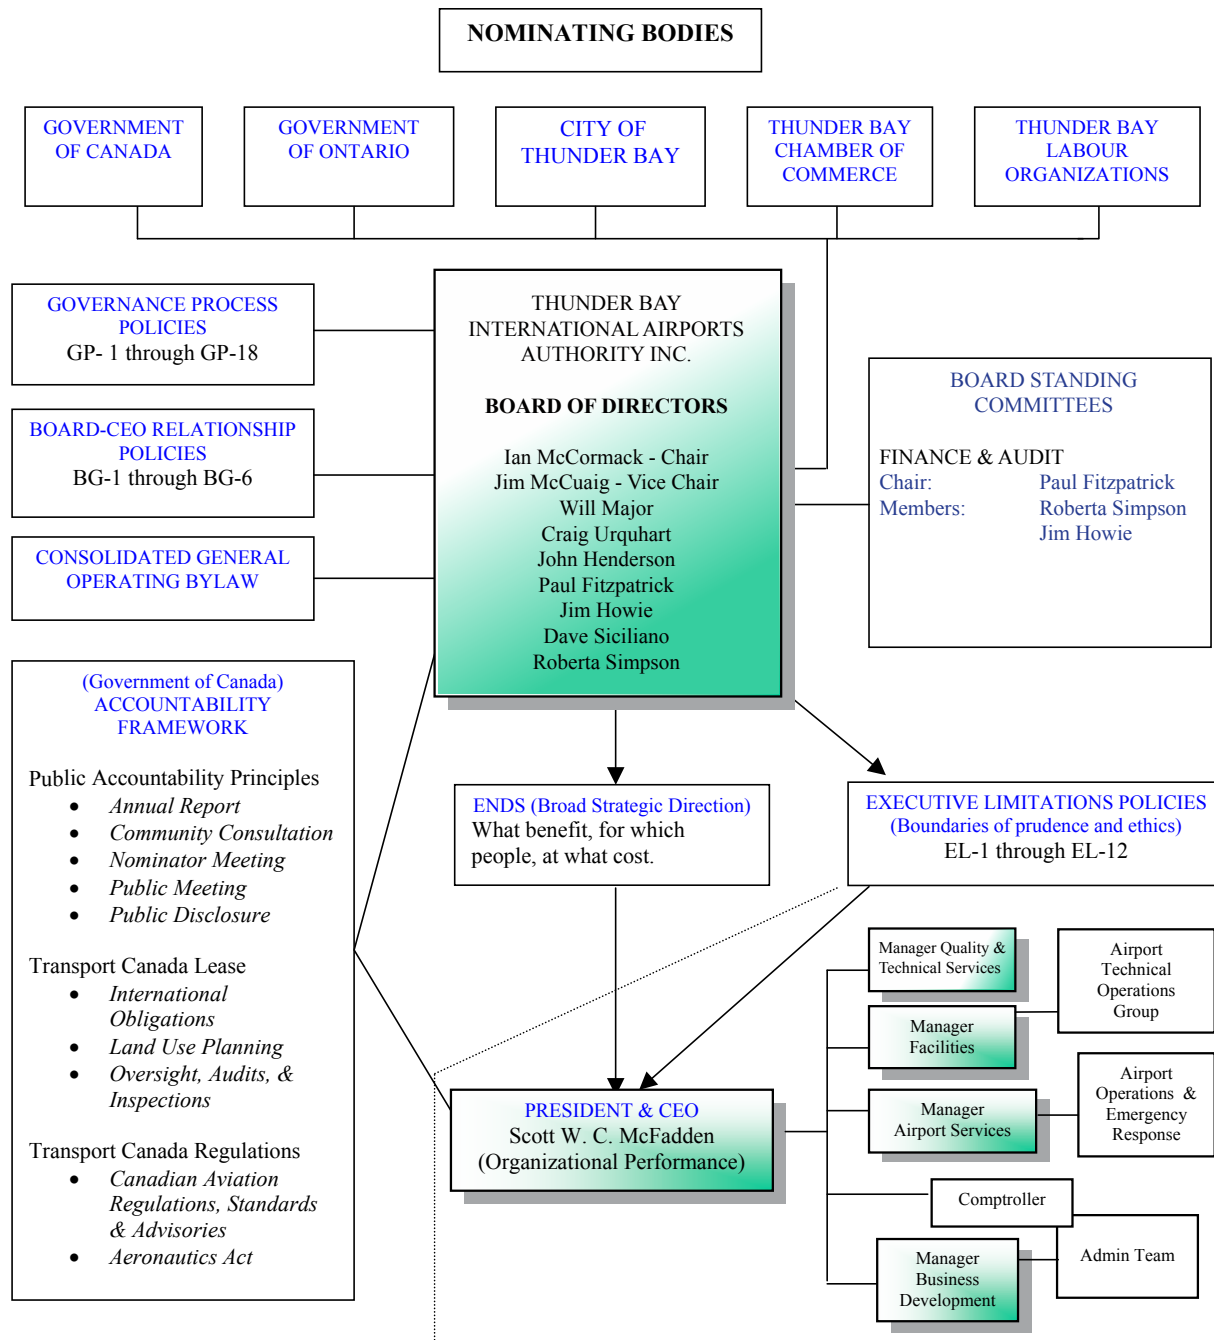 NOMINATING BODIES
GOVERNMENT
OF CANADA
GOVERNMENT
OF ONTARIO
CITY OF
THUNDER BAY
THUNDER BAY
CHAMBER OF
COMMERCE
THUNDER BAY
LABOUR
ORGANIZATIONS
GOVERNANCE PROCESS
POLICIES
GP- 1 through GP-18
BOARD-CEO RELATIONSHIP
POLICIES
BG-1 through BG-6
CONSOLIDATED GENERAL
OPERATING BYLAW
THUNDER BAY
INTERNATIONAL AIRPORTS
AUTHORITY INC.
BOARD OF DIRECTORS
Ian McCormack - Chair
Jim McCuaig - Vice Chair
Will Major
Craig Urquhart
John Henderson
Paul Fitzpatrick
Jim Howie
Dave Siciliano
Roberta Simpson
BOARD STANDING
COMMITTEES
FINANCE & AUDIT
Chair: Paul Fitzpatrick
Members: Roberta Simpson
Jim Howie
(Government of Canada)
ACCOUNTABILITY
FRAMEWORK
Public Accountability Principles
• Annual Report
• Community Consultation
• Nominator Meeting
• Public Meeting
• Public Disclosure
Transport Canada Lease
• International
Obligations
• Land Use Planning
• Oversight, Audits, &
Inspections
Transport Canada Regulations
• Canadian Aviation
Regulations, Standards
& Advisories
• Aeronautics Act
ENDS (Broad Strategic Direction)
What benefit, for which
people, at what cost.
EXECUTIVE LIMITATIONS POLICIES
(Boundaries of prudence and ethics)
EL-1 through EL-12
PRESIDENT & CEO
Scott W. C. McFadden
(Organizational Performance)
Manager Quality &
Technical Services
Manager
Facilities
Airport
Technical
Operations
Group
Manager
Airport Services
Airport
Operations &
Emergency
Response
Comptroller
Manager
Business
Development
Admin Team